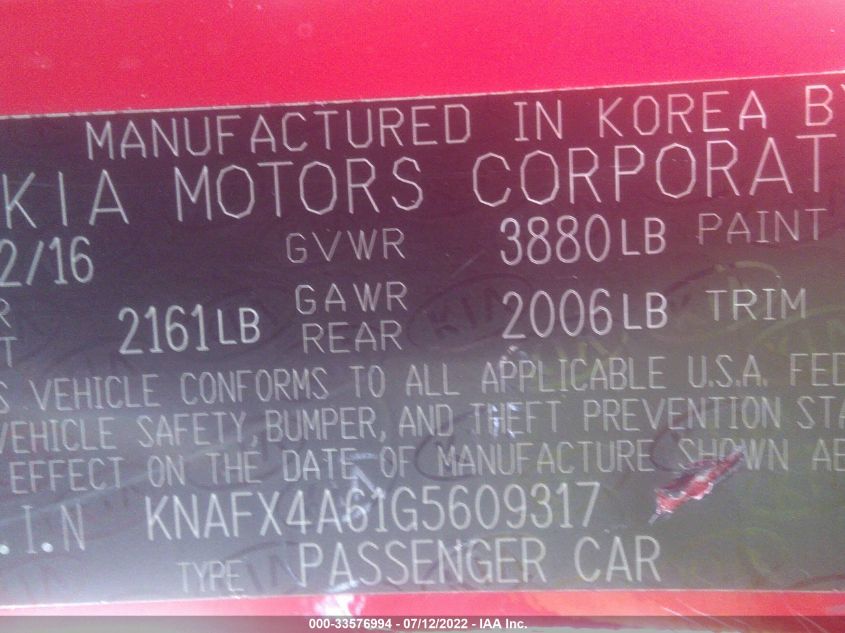 MANUFACTURED IN KOREA BY
KIA MOTORS CORPORAT
2/16 GVWR 3880LB PAINT
R GAWR
T 2161LB REAR 2006LB TRIM
S VEHICLE CONFORMS TO ALL APPLICABLE U.S.A. FED
VEHICLE SAFETY, BUMPER, AND THEFT PREVENTION STA
EFFECT ON THE DATE OF MANUFACTURE SHOWN AB
.I.N KNAFX4A61G5609317
TYPE PASSENGER CAR
000-33576994 - 07/12/2022 - IAA Inc.